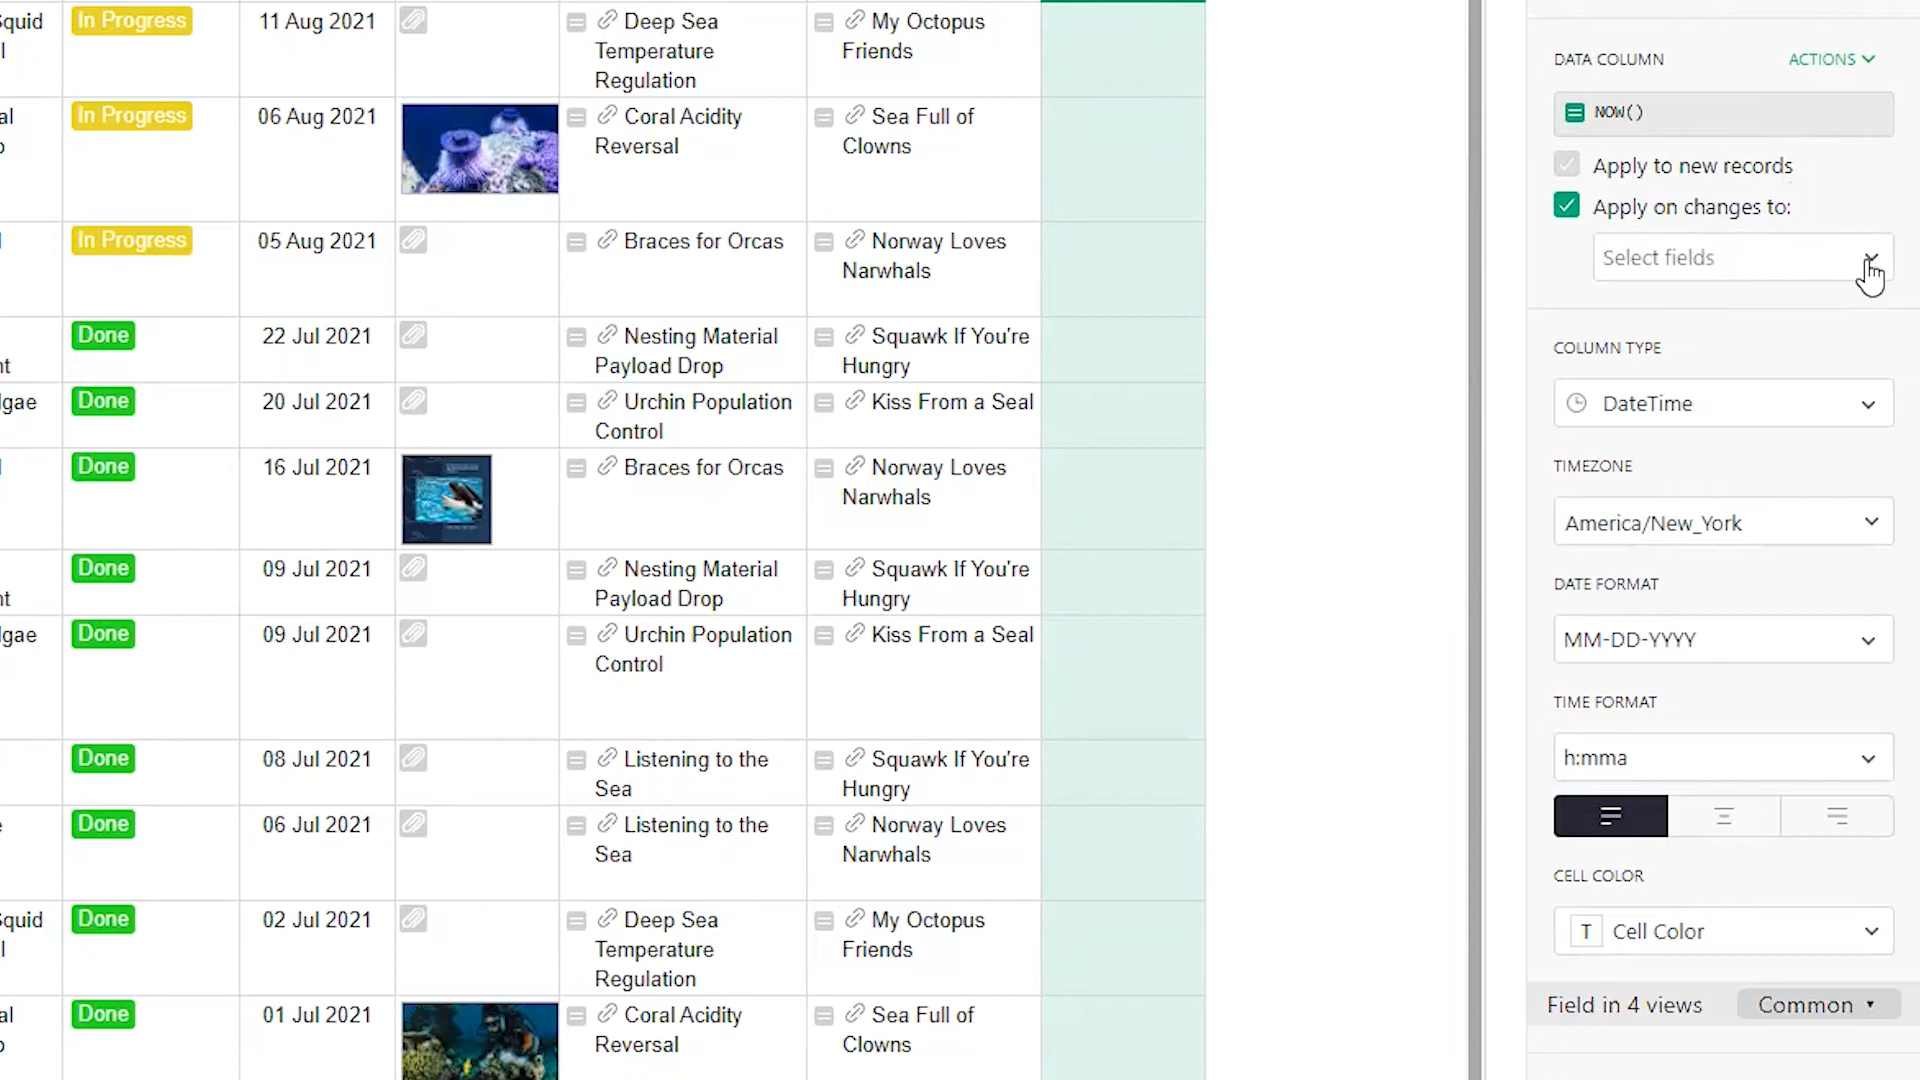 Squid
l
In Progress
11 Aug 2021
Deep Sea
Temperature
Regulation
My Octopus
Friends
al
o
In Progress
06 Aug 2021
Coral Acidity
Reversal
Sea Full of
Clowns
In Progress
05 Aug 2021
Braces for Orcas
Norway Loves
Narwhals
nt
Done
22 Jul 2021
Nesting Material
Payload Drop
Squawk If You're
Hungry
lgae
Done
20 Jul 2021
Urchin Population
Control
Kiss From a Seal
Done
16 Jul 2021
Braces for Orcas
Norway Loves
Narwhals
nt
Done
09 Jul 2021
Nesting Material
Payload Drop
Squawk If You're
Hungry
lgae
Done
09 Jul 2021
Urchin Population
Control
Kiss From a Seal
Done
08 Jul 2021
Listening to the
Sea
Squawk If You're
Hungry
e
Done
06 Jul 2021
Listening to the
Sea
Norway Loves
Narwhals
Squid
l
Done
02 Jul 2021
Deep Sea
Temperature
Regulation
My Octopus
Friends
al
o
Done
01 Jul 2021
Coral Acidity
Reversal
Sea Full of
Clowns
DATA COLUMN
ACTIONS
NOW()
Apply to new records
Apply on changes to:
Select fields
COLUMN TYPE
DateTime
TIMEZONE
America/New_York
DATE FORMAT
MM-DD-YYYY
TIME FORMAT
h:mma
CELL COLOR
T Cell Color
Field in 4 views
Common